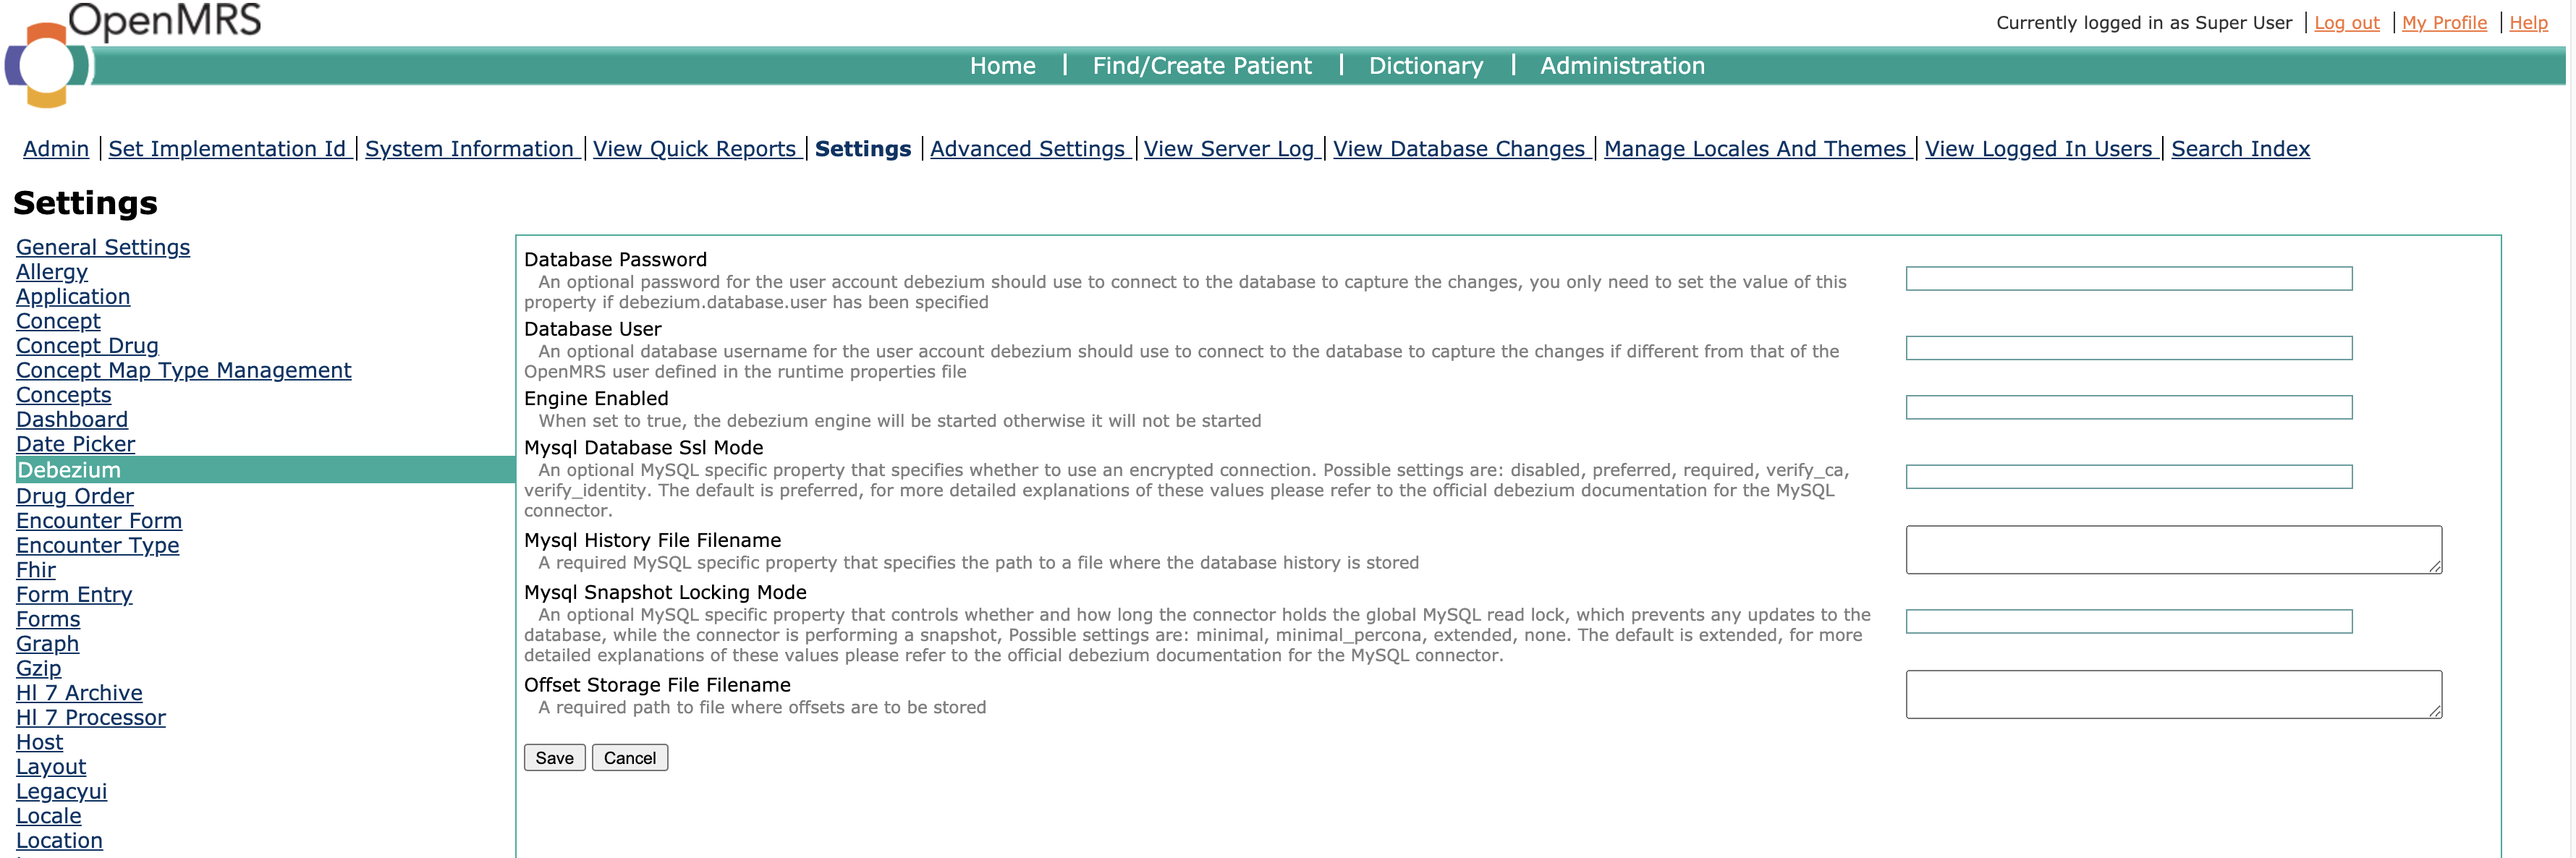 OpenMRS
Currently logged in as Super User | Log out | My Profile | Help
Home | Find/Create Patient | Dictionary | Administration
Admin | Set Implementation Id | System Information | View Quick Reports | Settings | Advanced Settings | View Server Log | View Database Changes | Manage Locales And Themes | View Logged In Users | Search Index
Settings
General Settings
Allergy
Application
Concept
Concept Drug
Concept Map Type Management
Concepts
Dashboard
Date Picker
Debezium
Drug Order
Encounter Form
Encounter Type
Fhir
Form Entry
Forms
Graph
Gzip
Hl 7 Archive
Hl 7 Processor
Host
Layout
Legacyui
Locale
Location
Database Password
An optional password for the user account debezium should use to connect to the database to capture the changes, you only need to set the value of this
property if debezium.database.user has been specified
Database User
An optional database username for the user account debezium should use to connect to the database to capture the changes if different from that of the
OpenMRS user defined in the runtime properties file
Engine Enabled
When set to true, the debezium engine will be started otherwise it will not be started
Mysql Database Ssl Mode
An optional MySQL specific property that specifies whether to use an encrypted connection. Possible settings are: disabled, preferred, required, verify_ca,
verify_identity. The default is preferred, for more detailed explanations of these values please refer to the official debezium documentation for the MySQL
connector.
Mysql History File Filename
A required MySQL specific property that specifies the path to a file where the database history is stored
Mysql Snapshot Locking Mode
An optional MySQL specific property that controls whether and how long the connector holds the global MySQL read lock, which prevents any updates to the
database, while the connector is performing a snapshot, Possible settings are: minimal, minimal_percona, extended, none. The default is extended, for more
detailed explanations of these values please refer to the official debezium documentation for the MySQL connector.
Offset Storage File Filename
A required path to file where offsets are to be stored
Save Cancel